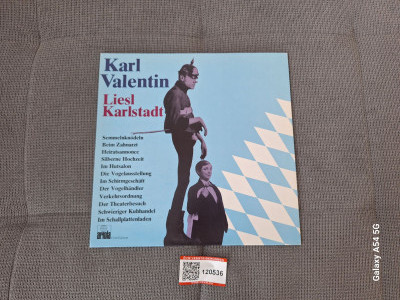 Karl
Valentin
Liesl
Karlstadt
Semmelknödeln
Beim Zahnarzt
Heiratsannonce
Silberne Hochzeit
Im Hutsalon
Die Vogelausstellung
Im Schirmgeschäft
Der Vogelhändler
Verkehrsordnung
Der Theaterbesuch
Schwieriger Kuhhandel
Im Schallplattenladen
ariola
120536
Galaxy A54 5G